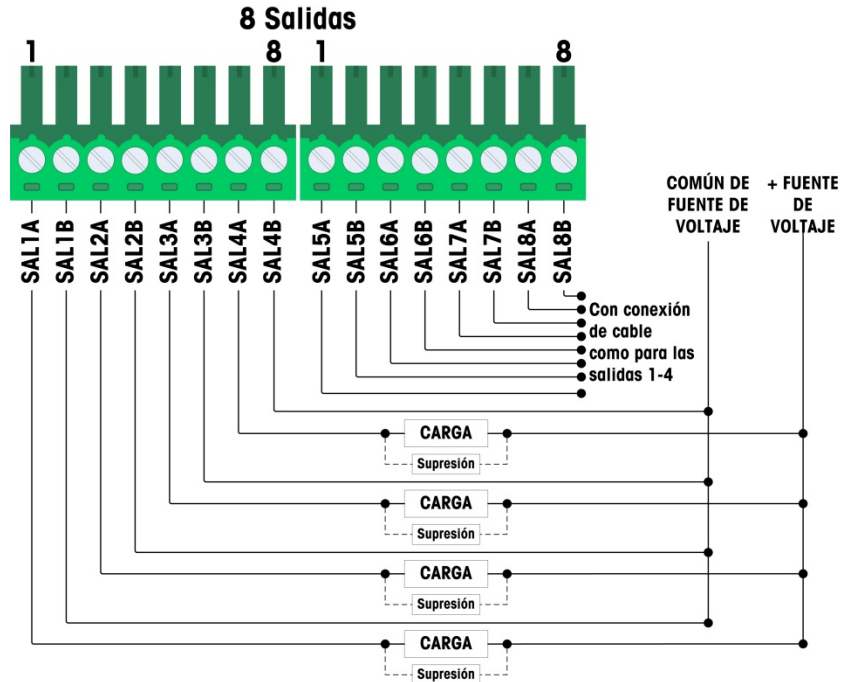 8 Salidas
1 8 1 8
COMÚN DE
FUENTE DE
VOLTAJE
+ FUENTE
DE
VOLTAJE
SAL1A
SAL1B
SAL2A
SAL2B
SAL3A
SAL3B
SAL4A
SAL4B
SAL5A
SAL5B
SAL6A
SAL6B
SAL7A
SAL7B
SAL8A
SAL8B
Con conexión
de cable
como para las
salidas 1-4
CARGA
Supresión
CARGA
Supresión
CARGA
Supresión
CARGA
Supresión